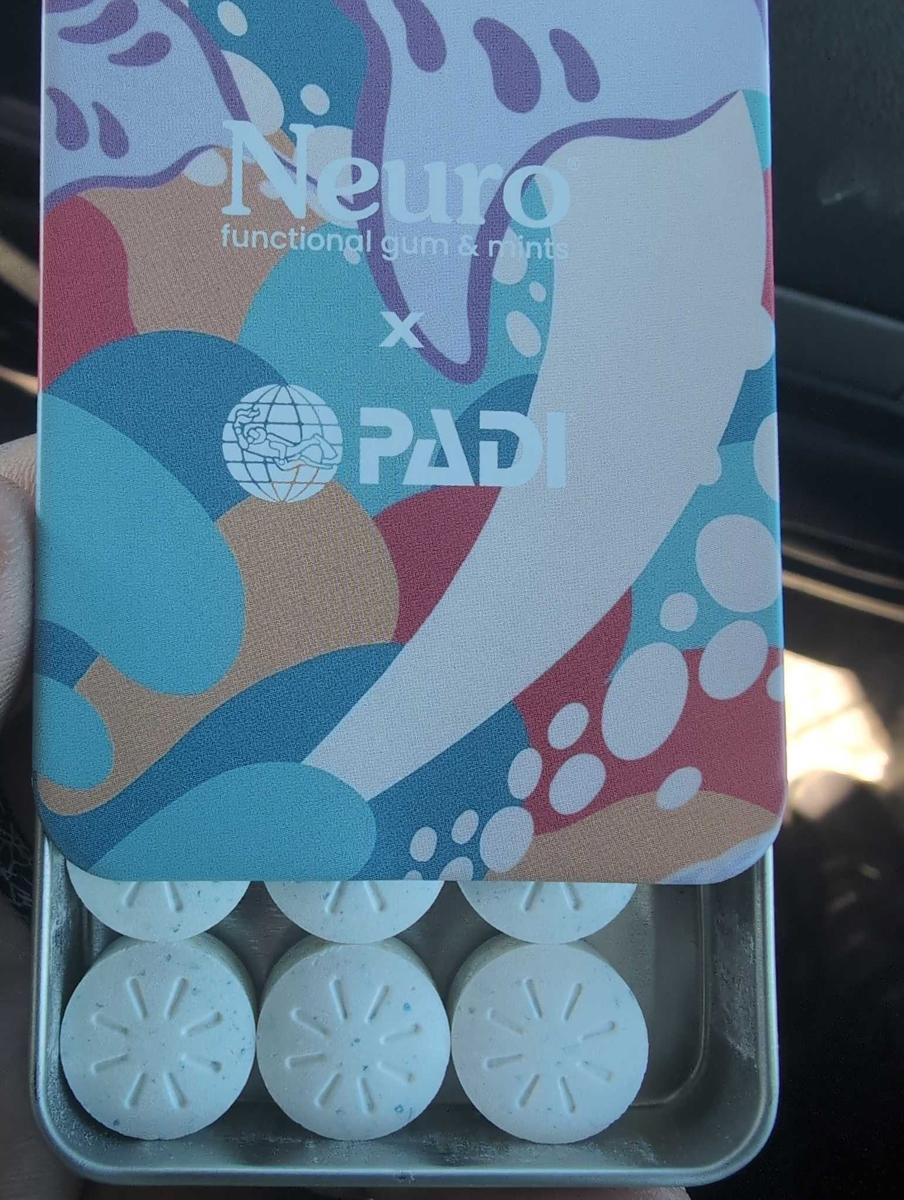 Neuro
functional gum & mints
x
PADI